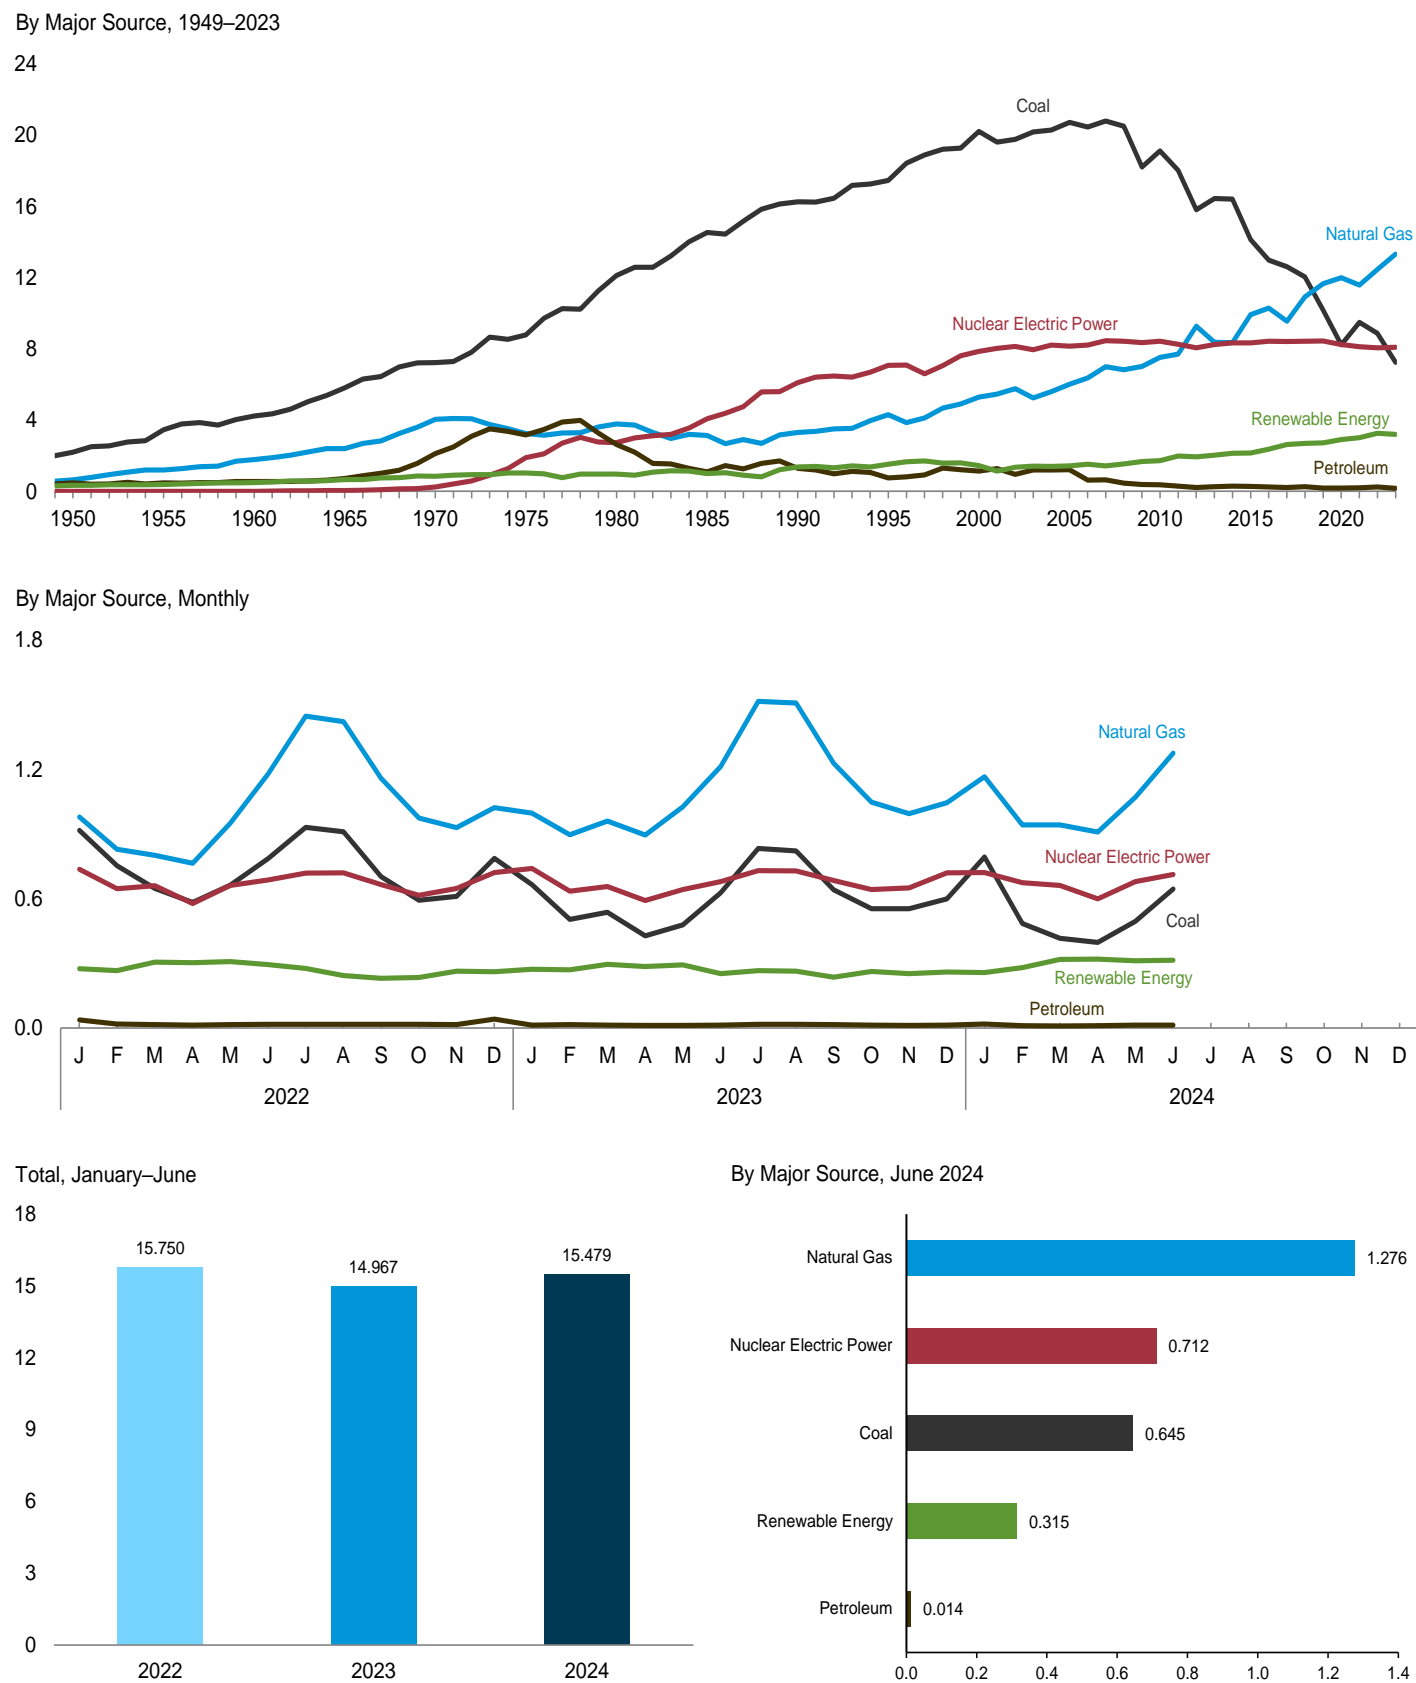 By Major Source, 1949–2023
24
Coal
20
16
Natural Gas
12
Nuclear Electric Power
8
Renewable Energy
4
Petroleum
0
1950 1955 1960 1965 1970 1975 1980 1985 1990 1995 2000 2005 2010 2015 2020
By Major Source, Monthly
1.8
Natural Gas
1.2
Nuclear Electric Power
0.6
Coal
Renewable Energy
Petroleum
0.0
J F M A M J J A S O N D J F M A M J J A S O N D J F M A M J J A S O N D
2022 2023 2024
Total, January–June
18
15.750
14.967
15.479
15
12
9
6
3
0
2022 2023 2024
By Major Source, June 2024
Natural Gas 1.276
Nuclear Electric Power 0.712
Coal 0.645
Renewable Energy 0.315
Petroleum 0.014
0.0 0.2 0.4 0.6 0.8 1.0 1.2 1.4